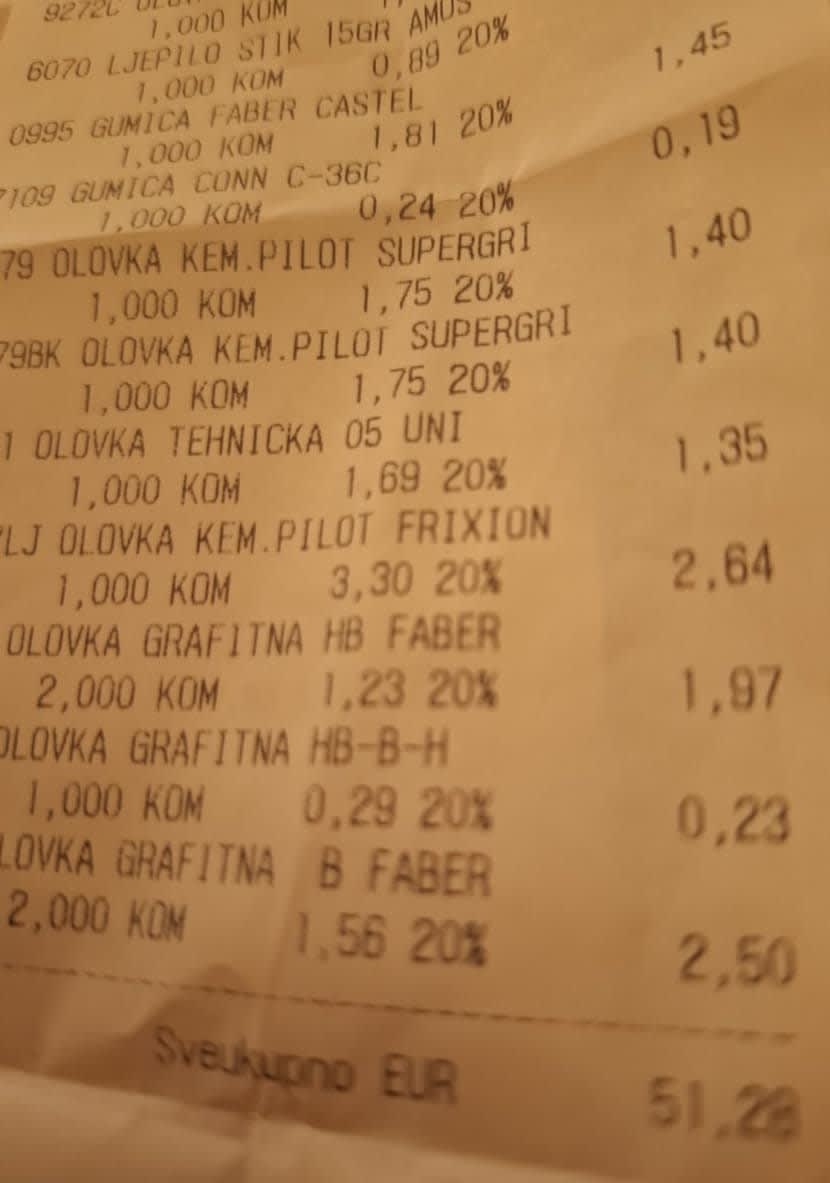 9272C
1,000 KOM
6070 LJEPILO STIK 15GR AMOS
1,000 KOM 0,89 20%
0995 GUMICA FABER CASTEL
1,000 KOM 1,81 20% 1,45
7109 GUMICA CONN C-36C
1,000 KOM 0,24 20% 0,19
79 OLOVKA KEM.PILOT SUPERGRI
1,000 KOM 1,75 20% 1,40
79BK OLOVKA KEM.PILOT SUPERGRI
1,000 KOM 1,75 20% 1,40
1 OLOVKA TEHNICKA 05 UNI
1,000 KOM 1,69 20% 1,35
LJ OLOVKA KEM.PILOT FRIXION
1,000 KOM 3,30 20% 2,64
OLOVKA GRAFITNA HB FABER
2,000 KOM 1,23 20% 1,97
OLOVKA GRAFITNA HB-B-H
1,000 KOM 0,29 20% 0,23
LOVKA GRAFITNA B FABER
2,000 KOM 1,56 20% 2,50
Sveukupno EUR 51,28